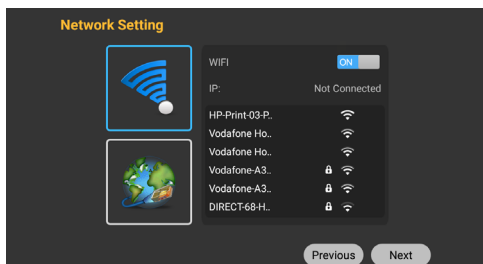 Network Setting
WIFI ON
IP: Not Connected
HP-Print-03-P..
Vodafone Ho..
Vodafone Ho..
Vodafone-A3..
Vodafone-A3..
DIRECT-68-H..
Previous Next